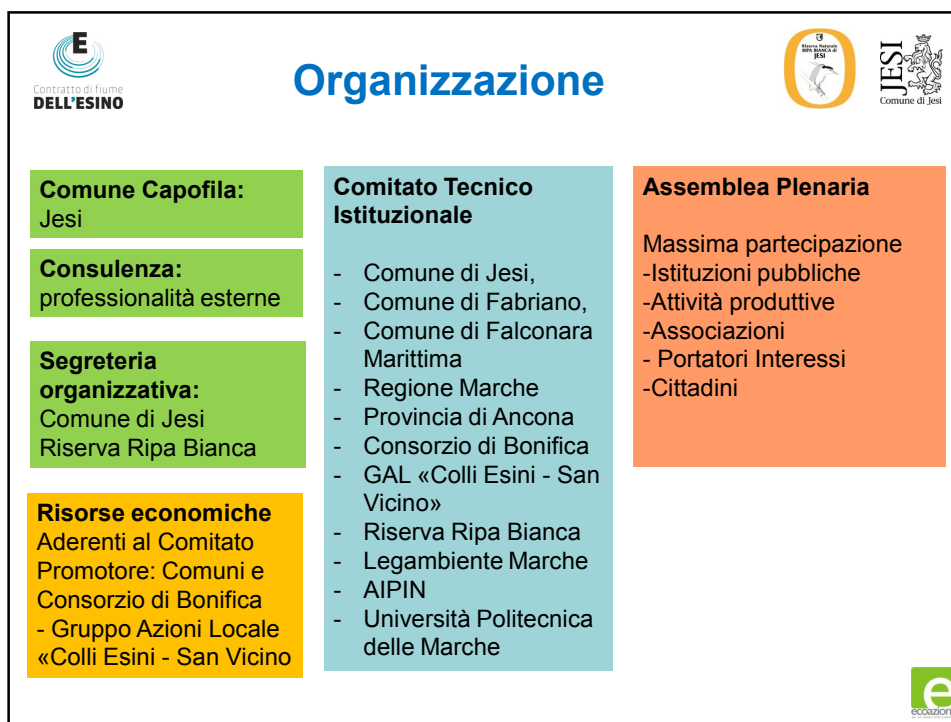 E
Contratto di fiume
DELL'ESINO
Organizzazione
Riserva Naturale
RIPA BIANCA di
JESI
JESI
Comune di Jesi
Comune Capofila:
Jesi
Consulenza:
professionalità esterne
Segreteria
organizzativa:
Comune di Jesi
Riserva Ripa Bianca
Risorse economiche
Aderenti al Comitato
Promotore: Comuni e
Consorzio di Bonifica
- Gruppo Azioni Locale
«Colli Esini - San Vicino
Comitato Tecnico
Istituzionale
- Comune di Jesi,
- Comune di Fabriano,
- Comune di Falconara
Marittima
- Regione Marche
- Provincia di Ancona
- Consorzio di Bonifica
- GAL «Colli Esini - San
Vicino»
- Riserva Ripa Bianca
- Legambiente Marche
- AIPIN
- Università Politecnica
delle Marche
Assemblea Plenaria
Massima partecipazione
-Istituzioni pubbliche
-Attività produttive
-Associazioni
- Portatori Interessi
-Cittadini
e
ecoazioni